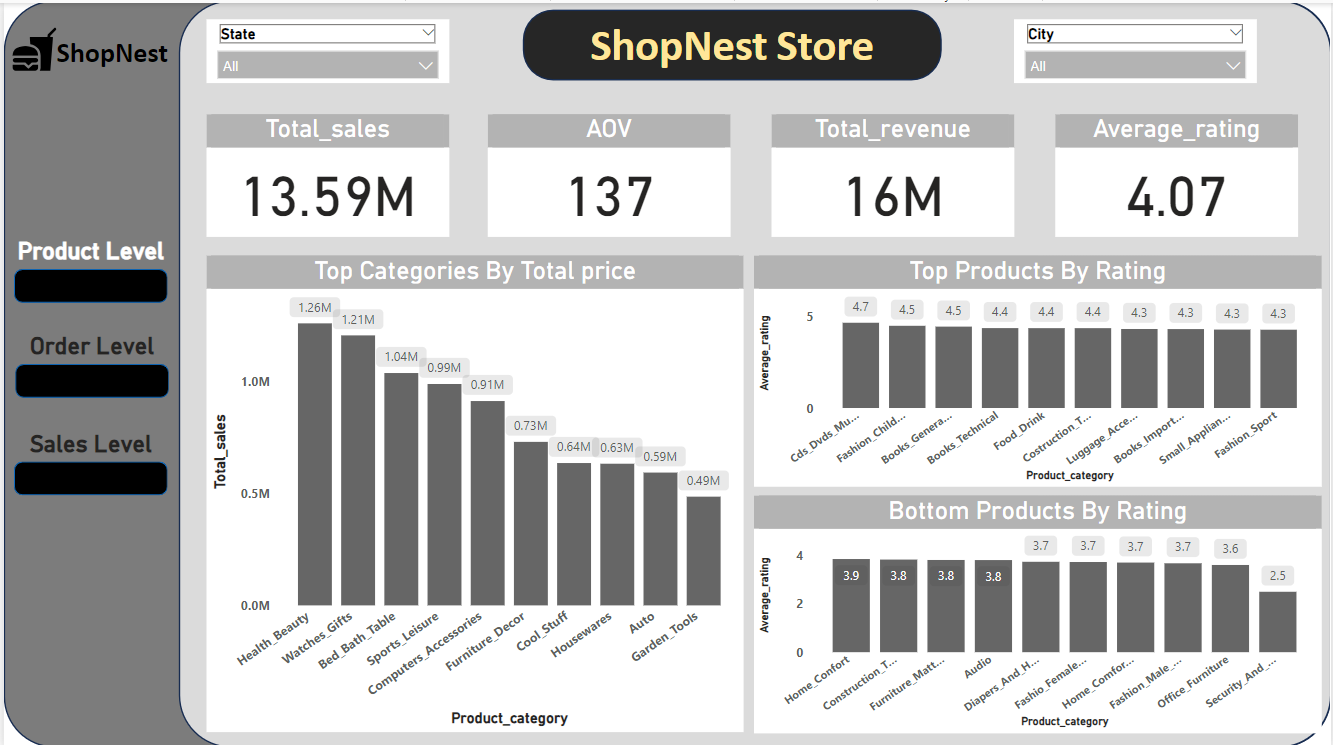 ShopNest
State
All
ShopNest Store
City
All
Total_sales
13.59M
AOV
137
Total_revenue
16M
Average_rating
4.07
Product Level
Order Level
Sales Level
Top Categories By Total price
Total_sales
1.0M
0.5M
0.0M
1.26M
1.21M
1.04M
0.99M
0.91M
0.73M
0.64M
0.63M
0.59M
0.49M
Health_Beauty
Watches_Gifts
Bed_Bath_Table
Sports_Leisure
Computers_Accessories
Furniture_Decor
Cool_Stuff
Housewares
Auto
Garden_Tools
Product_category
Top Products By Rating
Average_rating
5
0
4.7
4.5
4.5
4.4
4.4
4.4
4.3
4.3
4.3
4.3
Cds_Dvds_Mu...
Fashion_Child...
Books_Genera...
Books_Technical
Food_Drink
Costruction_T...
Luggage_Acce...
Books_Import...
Small_Applian...
Fashion_Sport
Product_category
Bottom Products By Rating
Average_rating
4
2
0
3.9
3.8
3.8
3.8
3.7
3.7
3.7
3.7
3.6
2.5
Home_Confort
Construction_T...
Furniture_Matt...
Audio
Diapers_And_H...
Fashio_Female...
Home_Comfor...
Fashion_Male_...
Office_Furniture
Security_And_...
Product_category